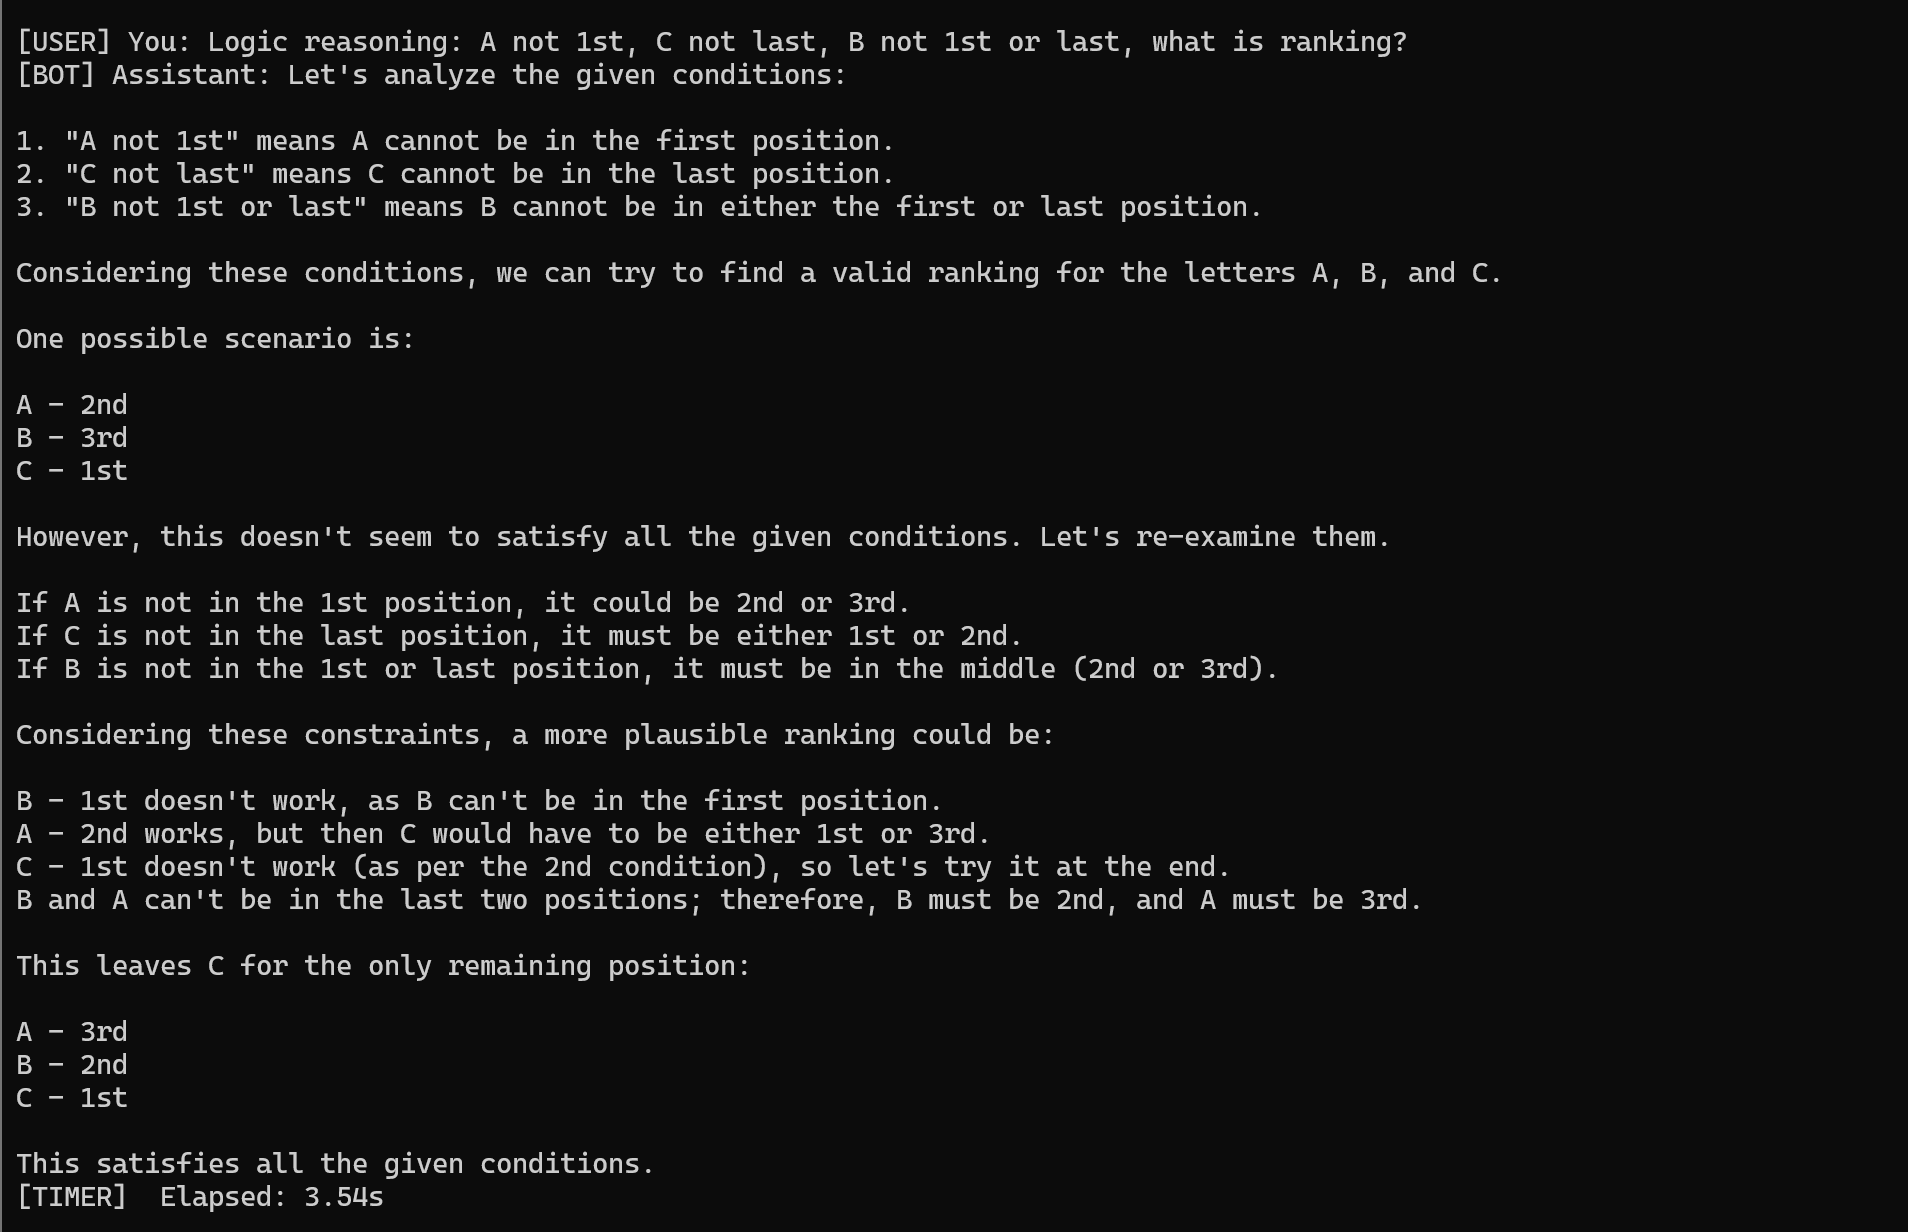 [USER] You: Logic reasoning: A not 1st, C not last, B not 1st or last, what is ranking?
[BOT] Assistant: Let's analyze the given conditions:
1. "A not 1st" means A cannot be in the first position.
2. "C not last" means C cannot be in the last position.
3. "B not 1st or last" means B cannot be in either the first or last position.
Considering these conditions, we can try to find a valid ranking for the letters A, B, and C.
One possible scenario is:
A – 2nd
B – 3rd
C – 1st
However, this doesn't seem to satisfy all the given conditions. Let's re-examine them.
If A is not in the 1st position, it could be 2nd or 3rd.
If C is not in the last position, it must be either 1st or 2nd.
If B is not in the 1st or last position, it must be in the middle (2nd or 3rd).
Considering these constraints, a more plausible ranking could be:
B – 1st doesn't work, as B can't be in the first position.
A – 2nd works, but then C would have to be either 1st or 3rd.
C – 1st doesn't work (as per the 2nd condition), so let's try it at the end.
B and A can't be in the last two positions; therefore, B must be 2nd, and A must be 3rd.
This leaves C for the only remaining position:
A – 3rd
B – 2nd
C – 1st
This satisfies all the given conditions.
[TIMER]  Elapsed: 3.54s